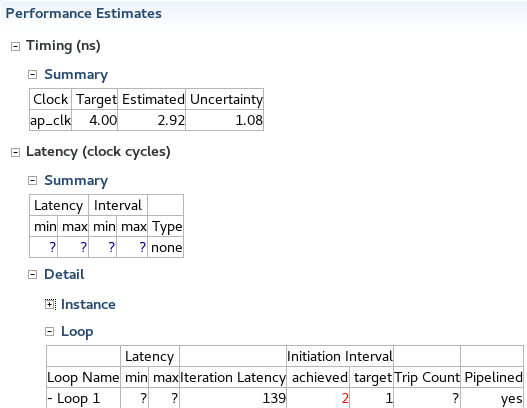 Performance Estimates
Timing (ns)
Summary
Clock Target Estimated Uncertainty
ap_clk 4.00 2.92 1.08
Latency (clock cycles)
Summary
Latency Interval
min max min max Type
? ? ? ? none
Detail
Instance
Loop
Latency Initiation Interval
Loop Name min max Iteration Latency achieved target Trip Count Pipelined
- Loop 1 ? ? 139 2 1 ? yes